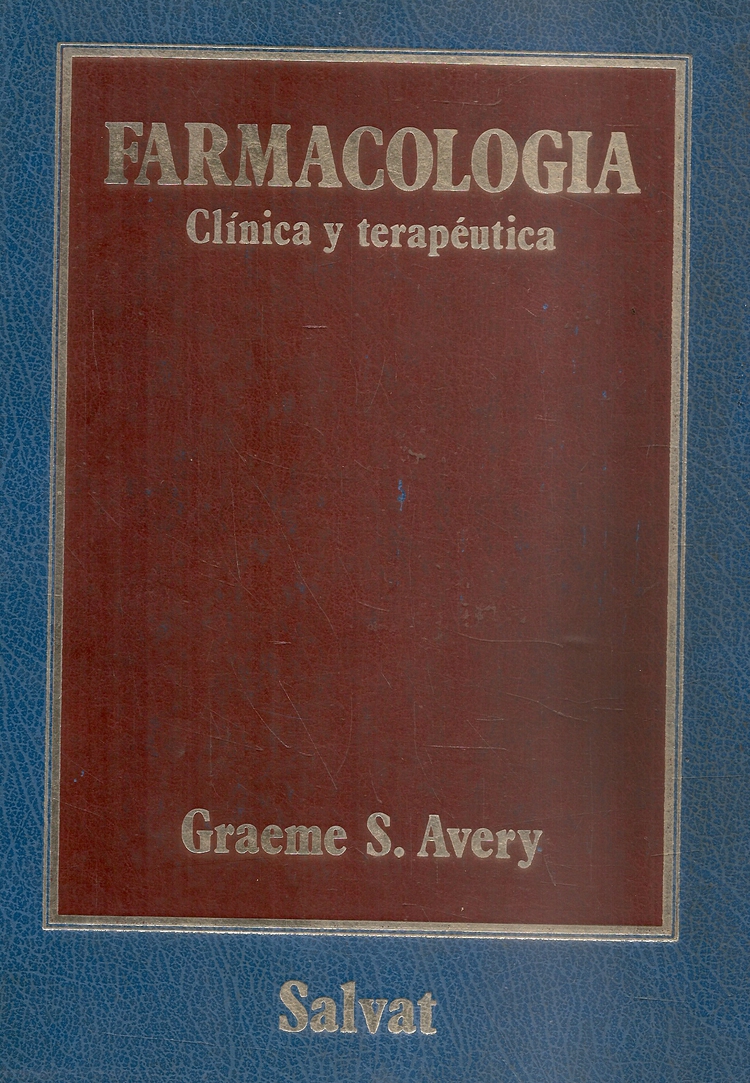 FARMACOLOGIA
Clínica y terapéutica
Graeme S. Avery
Salvat